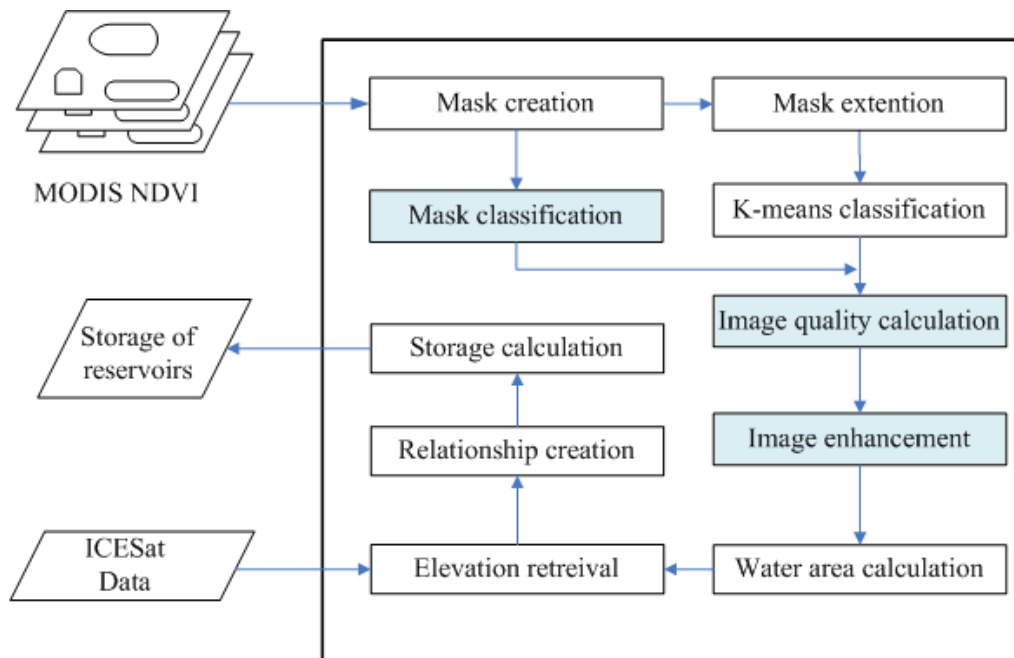 Mask creation
Mask extention
MODIS NDVI
Mask classification
K-means classification
Storage of
reservoirs
Storage calculation
Image quality calculation
Relationship creation
Image enhancement
ICESat
Data
Elevation retreival
Water area calculation